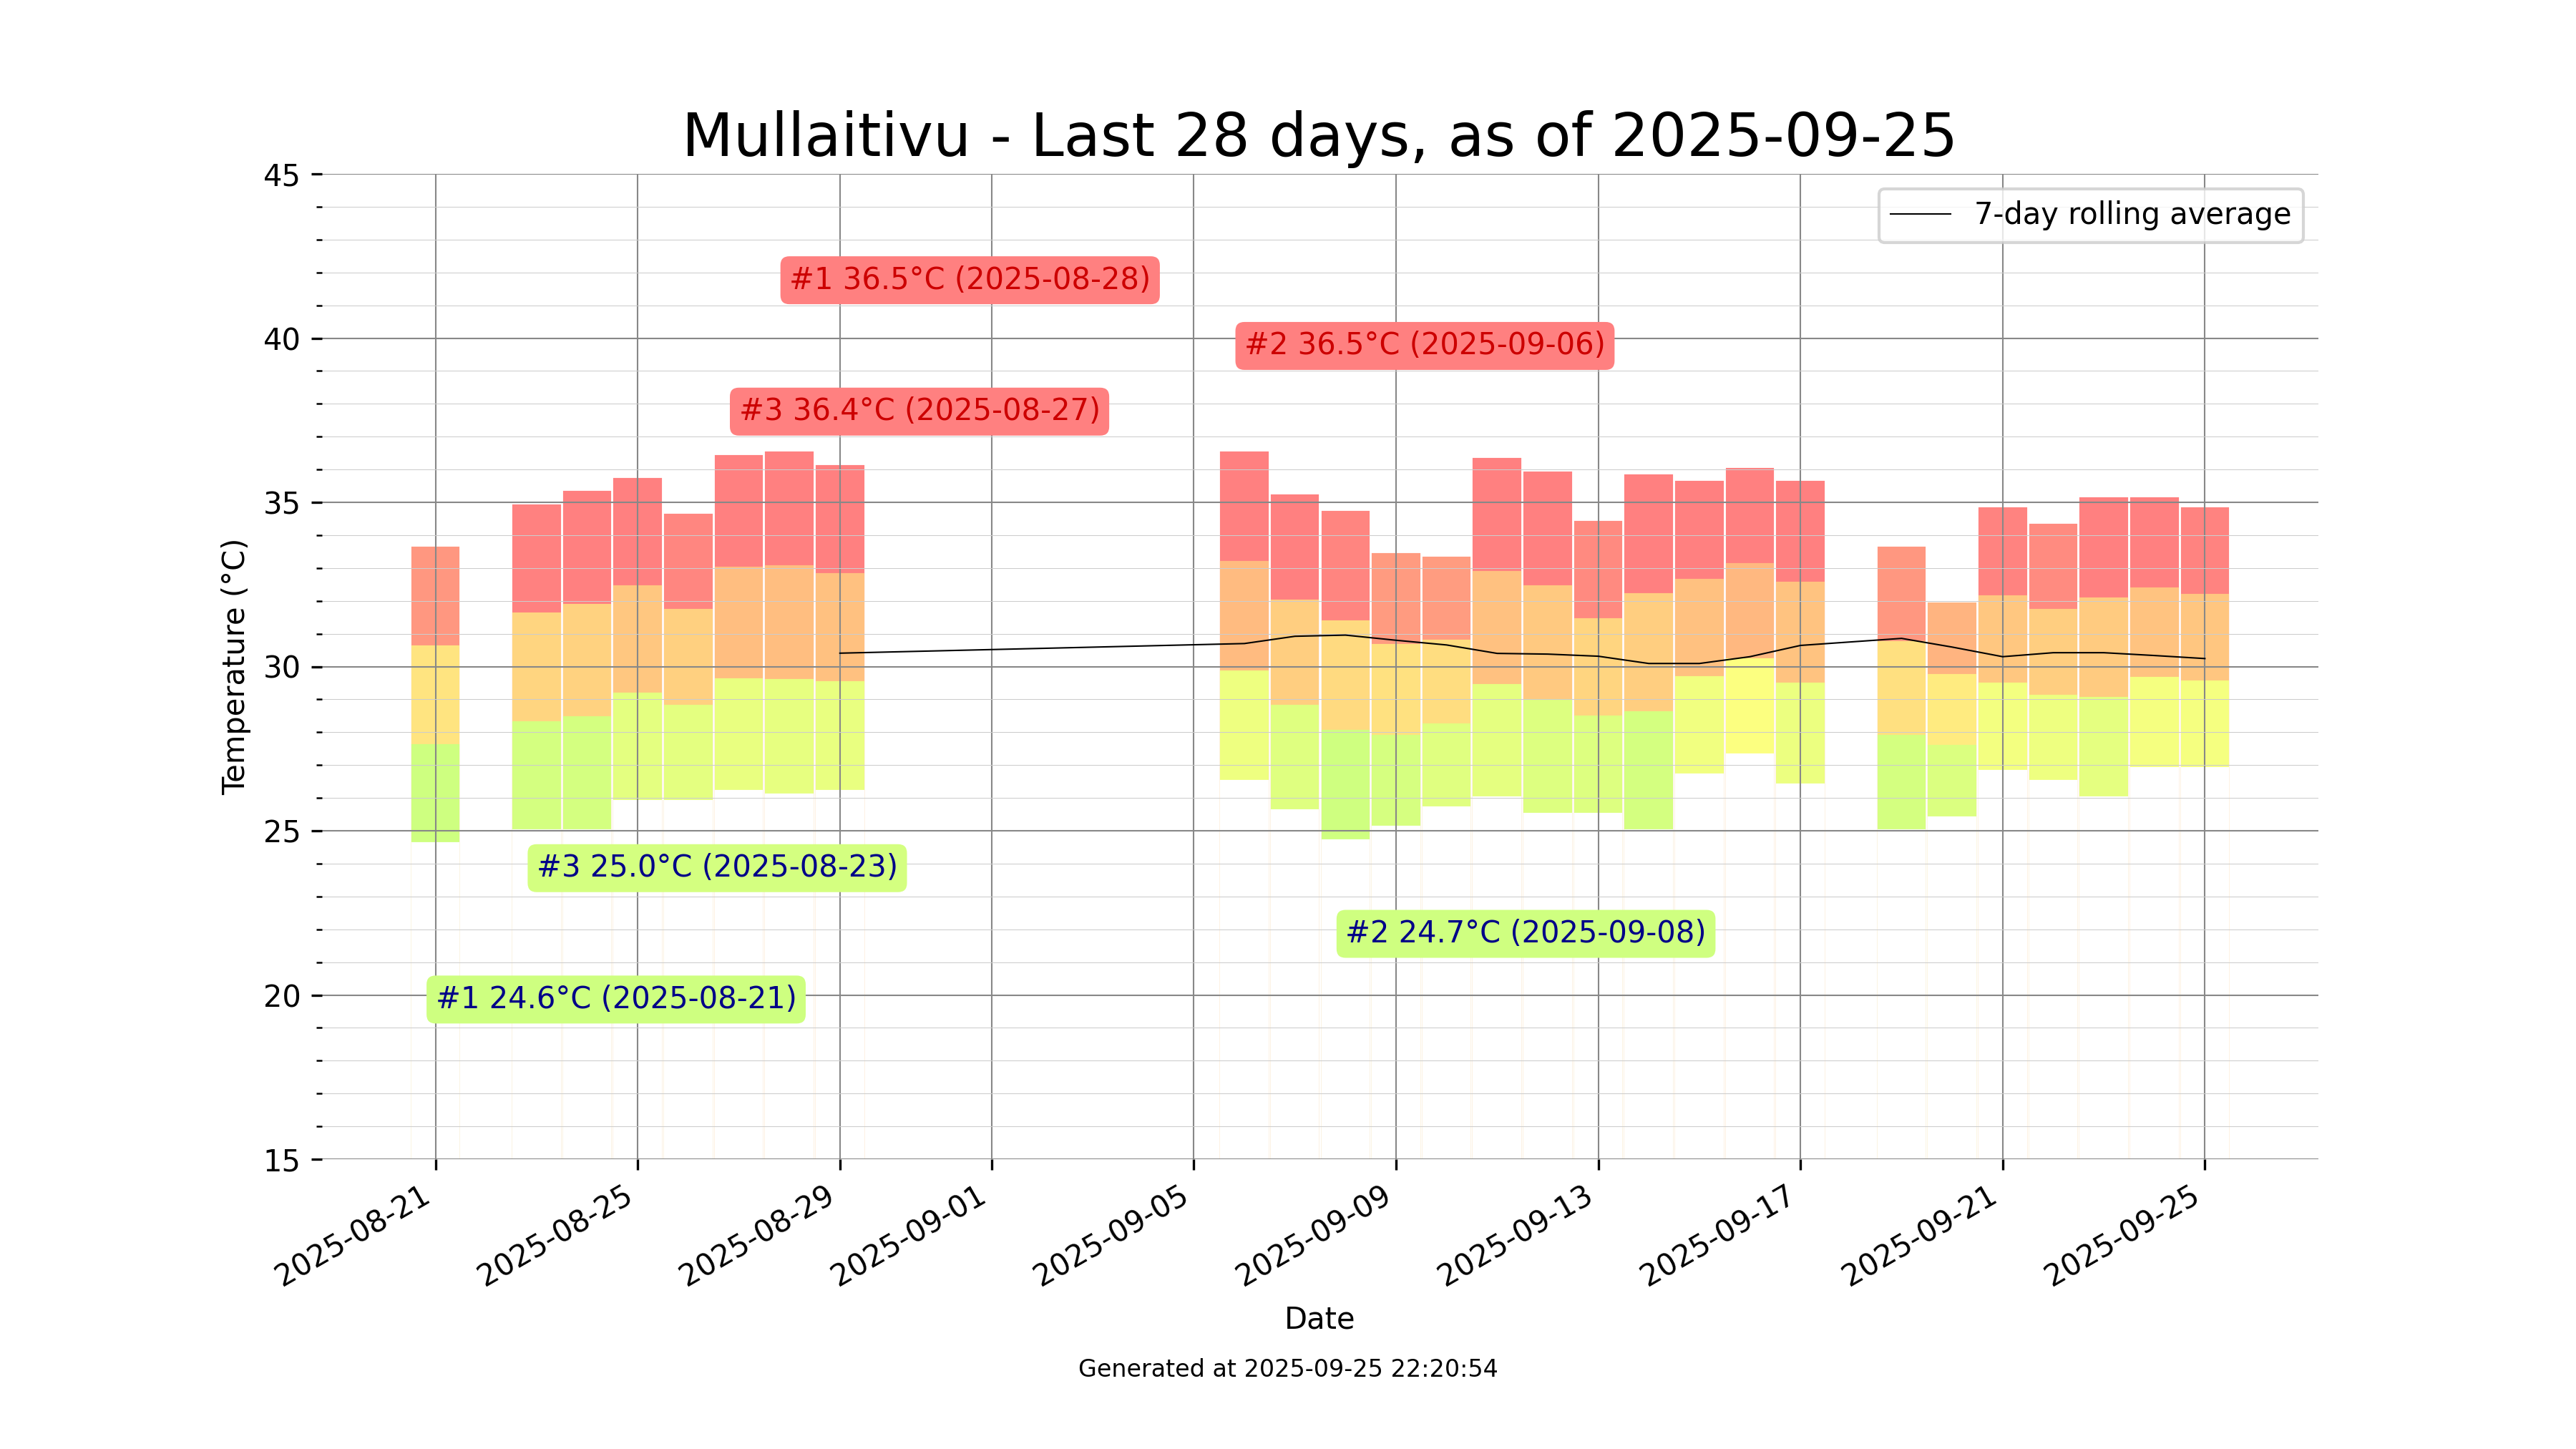 Mullaitivu - Last 28 days, as of 2025-09-25
7-day rolling average
Temperature (°C)
45
40
35
30
25
20
15
#1 36.5°C (2025-08-28)
#2 36.5°C (2025-09-06)
#3 36.4°C (2025-08-27)
#3 25.0°C (2025-08-23)
#2 24.7°C (2025-09-08)
#1 24.6°C (2025-08-21)
2025-08-21
2025-08-25
2025-08-29
2025-09-01
2025-09-05
2025-09-09
2025-09-13
2025-09-17
2025-09-21
2025-09-25
Date
Generated at 2025-09-25 22:20:54